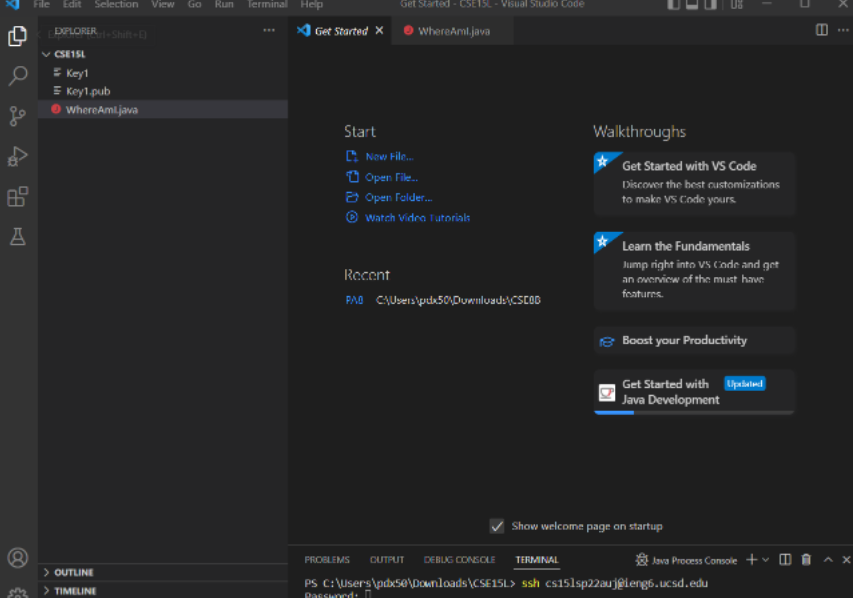 File Edit Selection View Go Run Terminal Help Get Started - CSE15L - Visual Studio Code
EXPLORER
Get Started WhereAmI.java
CSE15L
Key1
Key1.pub
WhereAmI.java
Start
New File...
Open File...
Open Folder...
Watch Video Tutorials
Recent
PA8 C:\Users\pdx50\Downloads\CSE8B
Walkthroughs
Get Started with VS Code
Discover the best customizations
to make VS Code yours.
Learn the Fundamentals
Jump right into VS Code and get
an overview of the must-have
features.
Boost your Productivity
Get Started with Updated
Java Development
Show welcome page on startup
PROBLEMS OUTPUT DEBUG CONSOLE TERMINAL Java Process Console
PS C:\Users\pdx50\Downloads\CSE15L> ssh cs15lsp22auj@ieng6.ucsd.edu
Password:
OUTLINE
TIMELINE